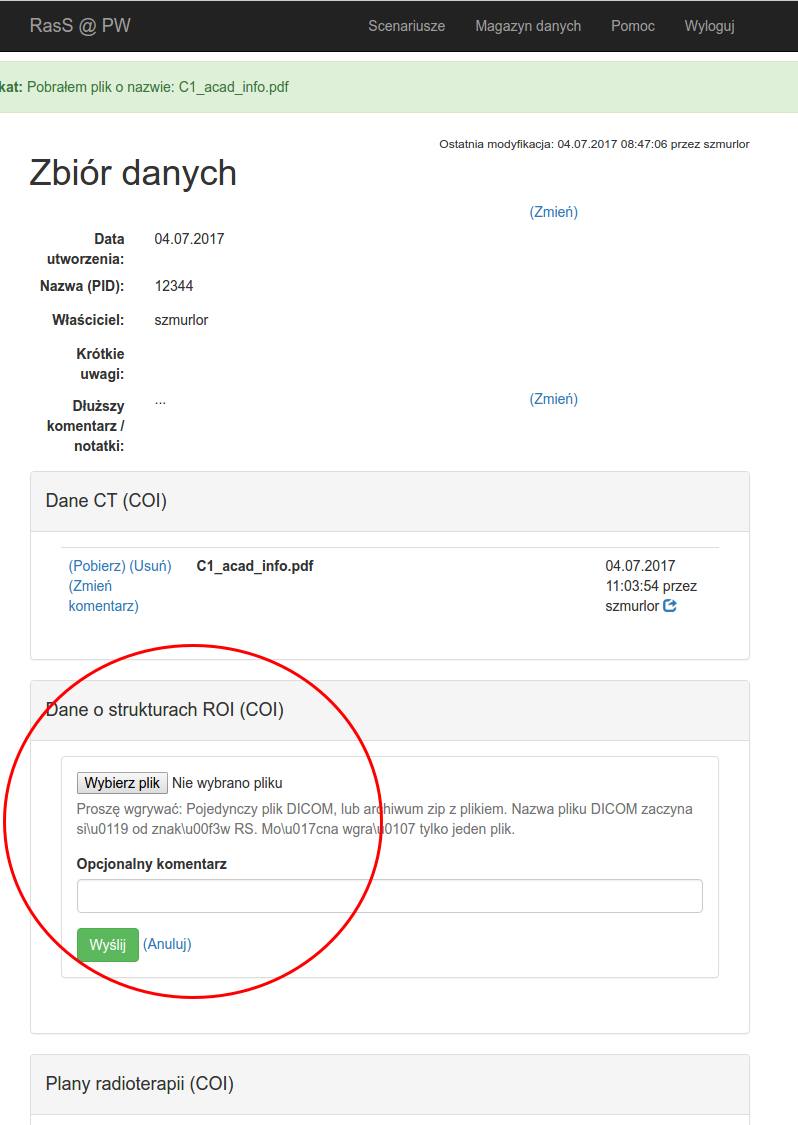 RasS @ PW Scenariusze Magazyn danych Pomoc Wyloguj
kat: Pobrałem plik o nazwie: C1_acad_info.pdf
Ostatnia modyfikacja: 04.07.2017 08:47:06 przez szmurlor
Zbiór danych
(Zmień)
Data utworzenia: 04.07.2017
Nazwa (PID): 12344
Właściciel: szmurlor
Krótkie uwagi:
Dłuższy komentarz / notatki: ... (Zmień)
Dane CT (COI)
(Pobierz) (Usuń) C1_acad_info.pdf 04.07.2017
(Zmień 11:03:54 przez
komentarz) szmurlor
Dane o strukturach ROI (COI)
Wybierz plik Nie wybrano pliku
Proszę wgrywać: Pojedynczy plik DICOM, lub archiwum zip z plikiem. Nazwa pliku DICOM zaczyna
si\u0119 od znak\u00f3w RS. Mo\u017cna wgra\u0107 tylko jeden plik.
Opcjonalny komentarz
Wyślij (Anuluj)
Plany radioterapii (COI)